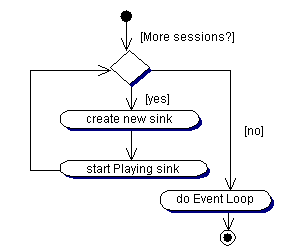 [More sessions?]
[yes]
create new sink
[no]
start Playing sink
do Event Loop